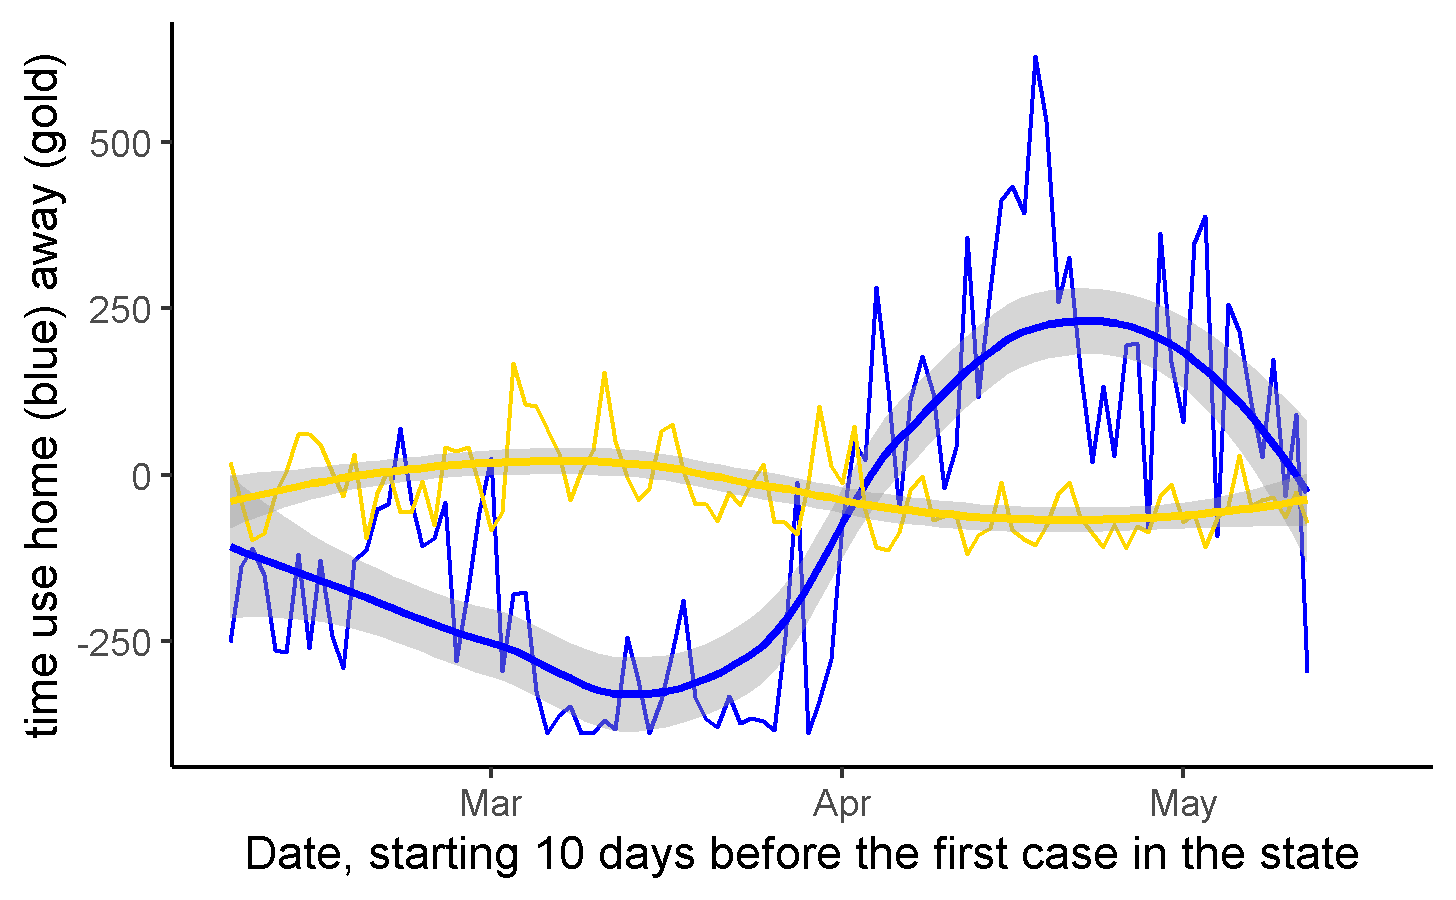 time use home (blue) away (gold)
500
250
0
-250
Mar Apr May
Date, starting 10 days before the first case in the state